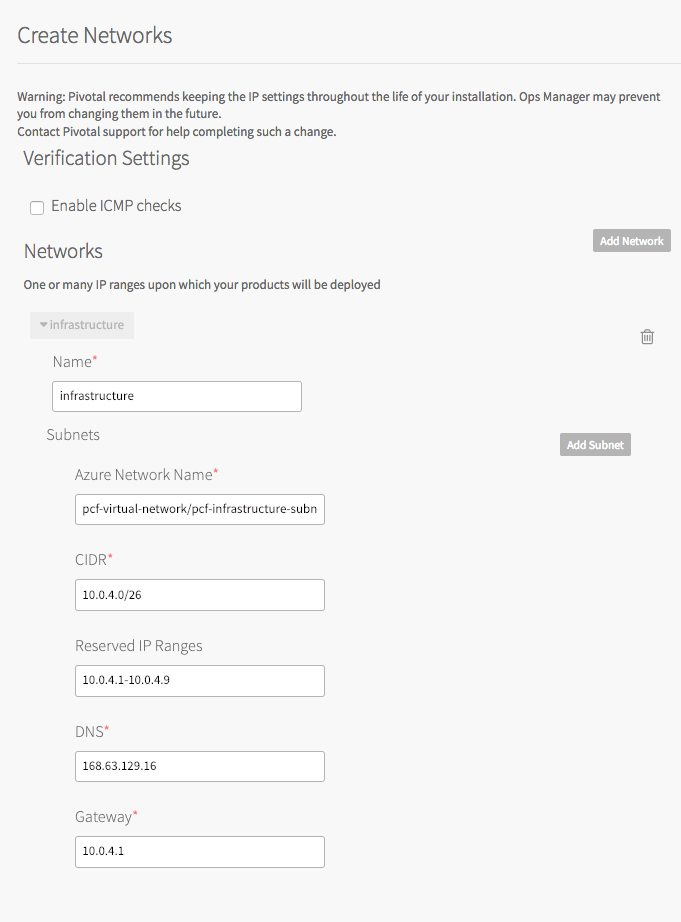 Create Networks
Warning: Pivotal recommends keeping the IP settings throughout the life of your installation. Ops Manager may prevent
you from changing them in the future.
Contact Pivotal support for help completing such a change.
Verification Settings
Enable ICMP checks
Add Network
Networks
One or many IP ranges upon which your products will be deployed
infrastructure
Name*
infrastructure
Subnets
Add Subnet
Azure Network Name*
pcf-virtual-network/pcf-infrastructure-subn
CIDR*
10.0.4.0/26
Reserved IP Ranges
10.0.4.1-10.0.4.9
DNS*
168.63.129.16
Gateway*
10.0.4.1